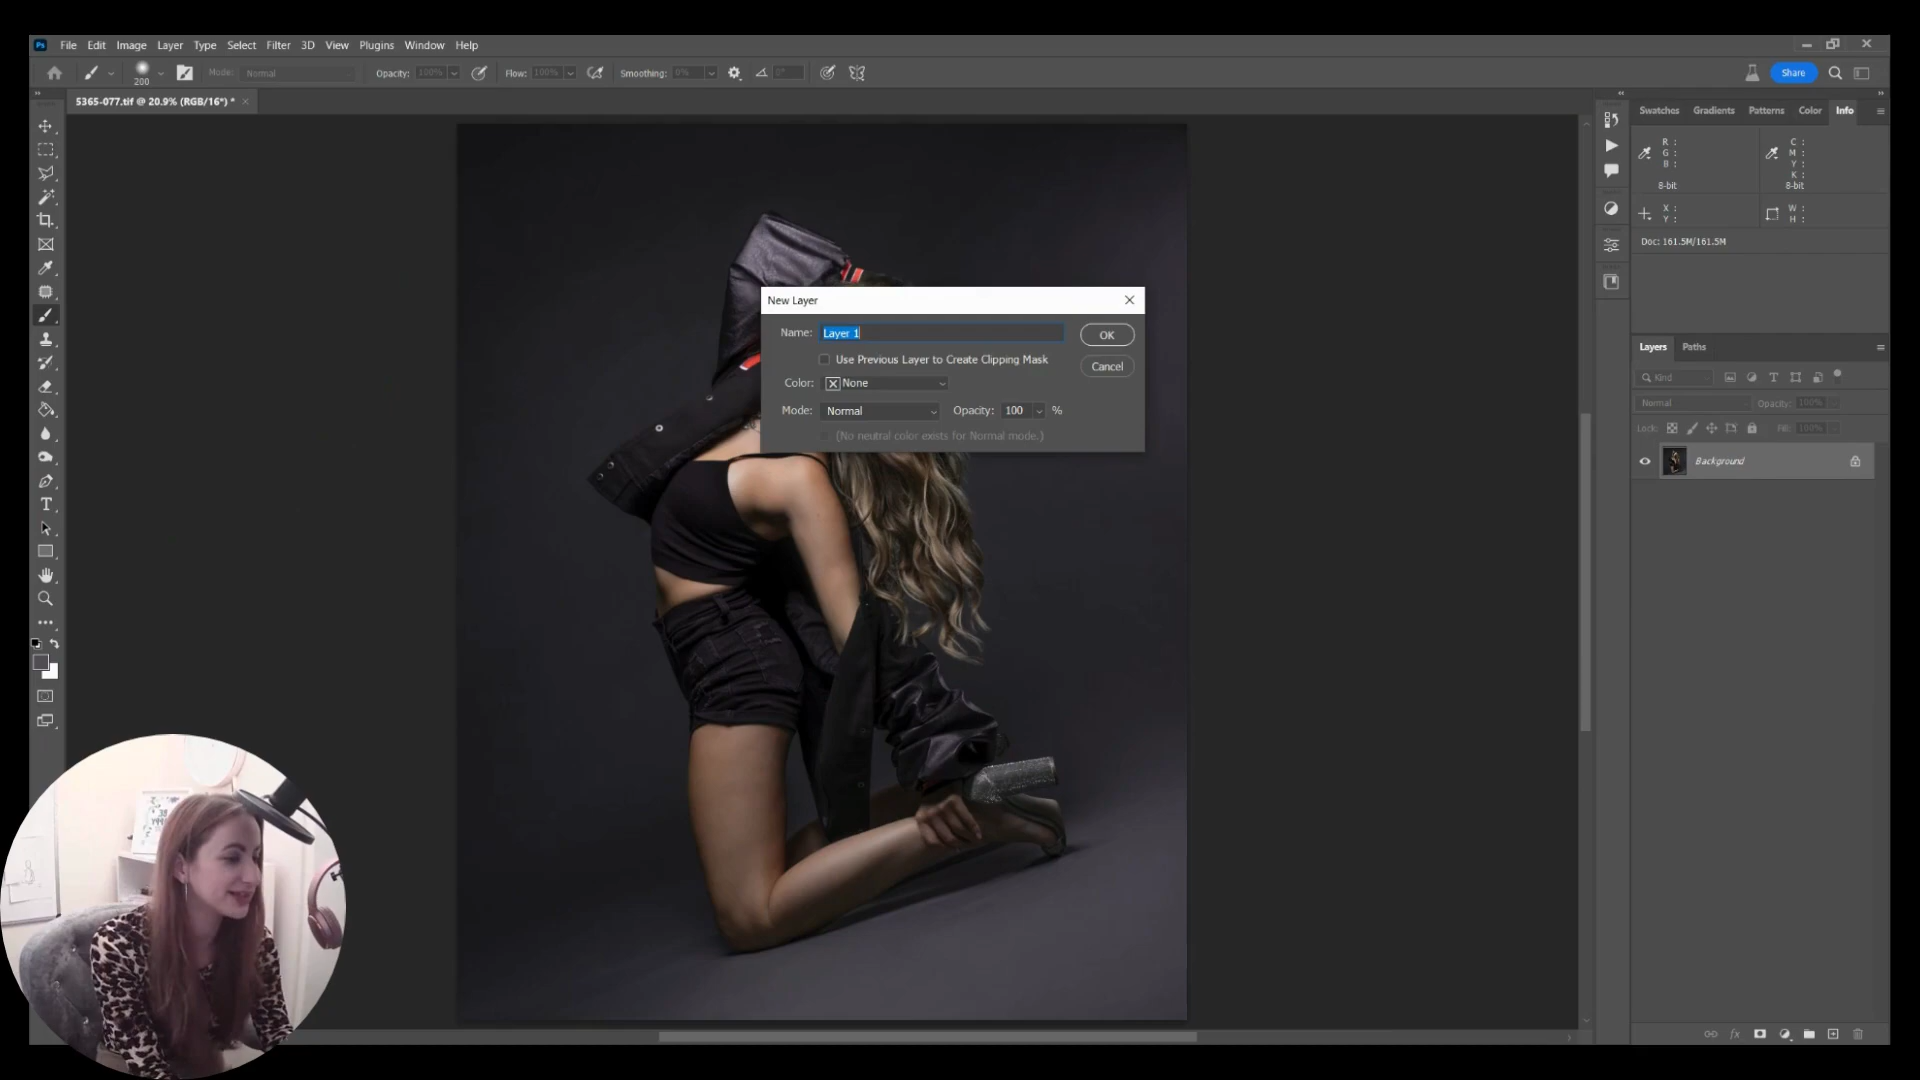 Ps File Edit Image Layer Type Select Filter 3D View Plugins Window Help
200 Mode: Normal Opacity: 100% Flow: 100% Smoothing: 0% 0° Share
5365-077.tif @ 20.9% (RGB/16*) *
Swatches Gradients Patterns Color Info
R : C :
G : M :
B : Y :
K :
8-bit 8-bit
X : W :
Y : H :
Doc: 161.5M/161.5M
New Layer
Name: Layer 1 OK
Use Previous Layer to Create Clipping Mask
Cancel
Color: None
Mode: Normal Opacity: 100 %
(No neutral color exists for Normal mode.)
Layers Paths
Kind
Normal Opacity: 100%
Lock: Fill: 100%
Background
fx